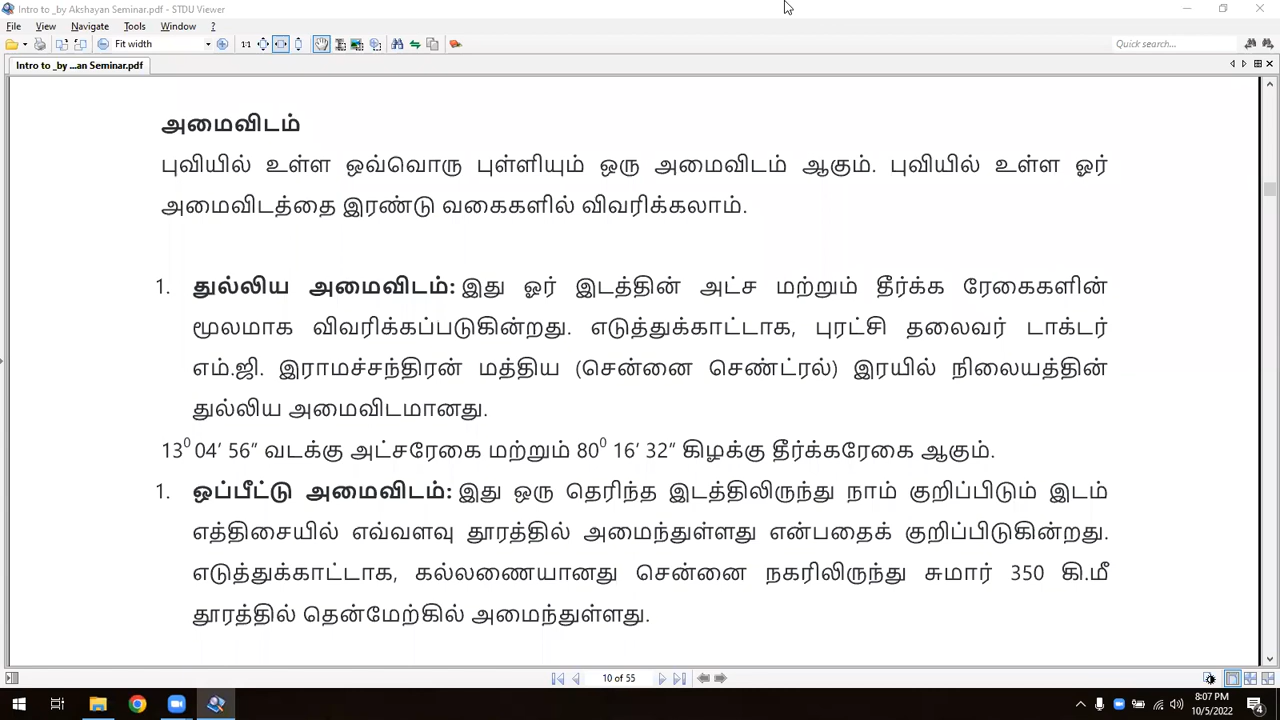 Intro to _by Akshayan Seminar.pdf - STDU Viewer
File View Navigate Tools Window ?
Fit width 1:1 Quick search...
Intro to _by ...an Seminar.pdf
அமைவிடம்
புவியில் உள்ள ஒவ்வொரு புள்ளியும் ஒரு அமைவிடம் ஆகும். புவியில் உள்ள ஓர்
அமைவிடத்தை இரண்டு வகைகளில் விவரிக்கலாம்.
1. துல்லிய அமைவிடம்: இது ஓர் இடத்தின் அட்ச மற்றும் தீர்க்க ரேகைகளின்
மூலமாக விவரிக்கப்படுகின்றது. எடுத்துக்காட்டாக, புரட்சி தலைவர் டாக்டர்
எம்.ஜி. இராமச்சந்திரன் மத்திய (சென்னை செண்ட்ரல்) இரயில் நிலையத்தின்
துல்லிய அமைவிடமானது.
13⁰ 04’ 56” வடக்கு அட்சரேகை மற்றும் 80⁰ 16’ 32“ கிழக்கு தீர்க்கரேகை ஆகும்.
1. ஒப்பீட்டு அமைவிடம்: இது ஒரு தெரிந்த இடத்திலிருந்து நாம் குறிப்பிடும் இடம்
எத்திசையில் எவ்வளவு தூரத்தில் அமைந்துள்ளது என்பதைக் குறிப்பிடுகின்றது.
எடுத்துக்காட்டாக, கல்லணையானது சென்னை நகரிலிருந்து சுமார் 350 கி.மீ
தூரத்தில் தென்மேற்கில் அமைந்துள்ளது.
10 of 55
8:07 PM
10/5/2022
4